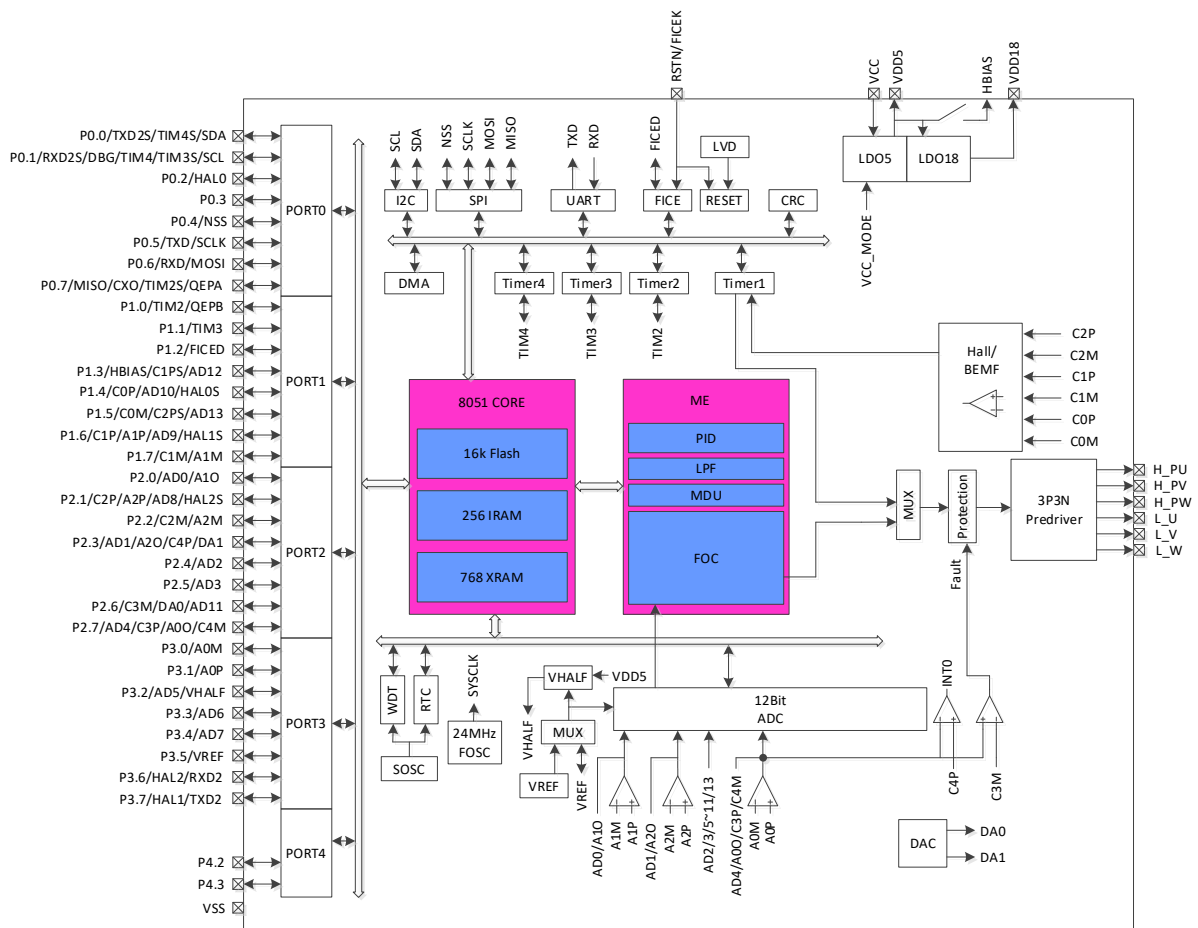 RSTN/FICEK
VCC
VDD5
HBIAS
VDD18
P0.0/TXD2S/TIM4S/SDA
P0.1/RXD2S/DBG/TIM4/TIM3S/SCL
P0.2/HAL0
P0.3
P0.4/NSS
P0.5/TXD/SCLK
P0.6/RXD/MOSI
P0.7/MISO/CXO/TIM2S/QEPA
P1.0/TIM2/QEPB
P1.1/TIM3
P1.2/FICED
P1.3/HBIAS/C1PS/AD12
P1.4/C0P/AD10/HAL0S
P1.5/C0M/C2PS/AD13
P1.6/C1P/A1P/AD9/HAL1S
P1.7/C1M/A1M
P2.0/AD0/A1O
P2.1/C2P/A2P/AD8/HAL2S
P2.2/C2M/A2M
P2.3/AD1/A2O/C4P/DA1
P2.4/AD2
P2.5/AD3
P2.6/C3M/DA0/AD11
P2.7/AD4/C3P/A0O/C4M
P3.0/A0M
P3.1/A0P
P3.2/AD5/VHALF
P3.3/AD6
P3.4/AD7
P3.5/VREF
P3.6/HAL2/RXD2
P3.7/HAL1/TXD2
P4.2
P4.3
VSS
PORT0
PORT1
PORT2
PORT3
PORT4
SCL
SDA
NSS
SCLK
MOSI
MISO
TXD
RXD
FICED
LVD
I2C
SPI
UART
FICE
RESET
CRC
LDO5
LDO18
VCC_MODE
DMA
Timer4
Timer3
Timer2
Timer1
TIM4
TIM3
TIM2
Hall/
BEMF
C2P
C2M
C1P
C1M
C0P
C0M
8051 CORE
16k Flash
256 IRAM
768 XRAM
ME
PID
LPF
MDU
FOC
MUX
Protection
Fault
3P3N
Predriver
H_PU
H_PV
H_PW
L_U
L_V
L_W
WDT
RTC
SOSC
SYSCLK
24MHz
FOSC
VHALF
VDD5
VHALF
MUX
VREF
VREF
12Bit
ADC
AD0/A1O
A1M
A1P
AD1/A2O
A2M
A2P
AD2/3/5~11/13
AD4/A0O/C3P/C4M
A0M
A0P
INT0
C4P
C3M
DAC
DA0
DA1